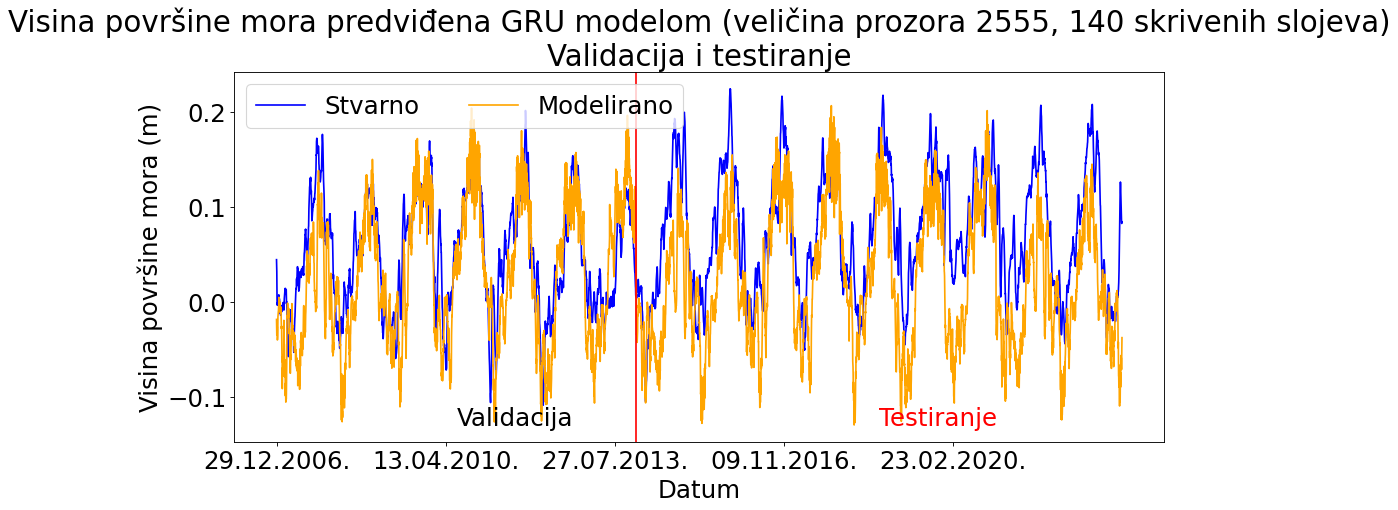 Visina površine mora predviđena GRU modelom (veličina prozora 2555, 140 skrivenih slojeva)
Validacija i testiranje
Stvarno Modelirano
Visina površine mora (m)
0.2
0.1
0.0
−0.1
Validacija
Testiranje
29.12.2006. 13.04.2010. 27.07.2013. 09.11.2016. 23.02.2020.
Datum